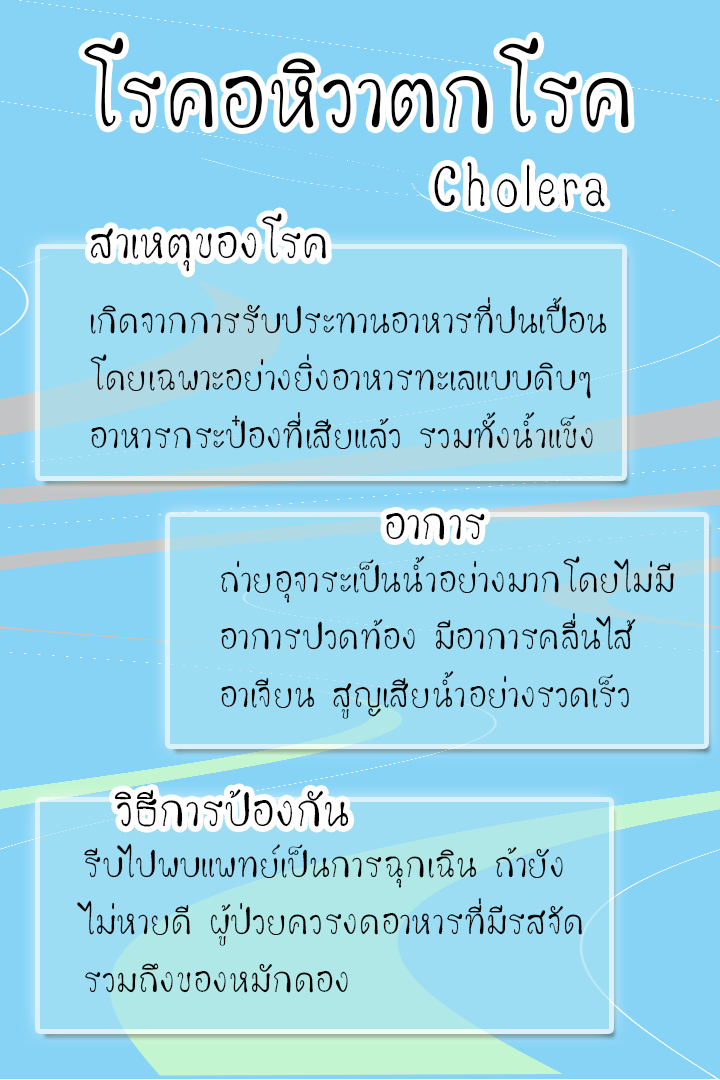 โรคอหิวาตกโรค
Cholera
สาเหตุของโรค
เกิดจากการรับประทานอาหารที่ปนเปื้อน
โดยเฉพาะอย่างยิ่งอาหารทะเลแบบดิบๆ
อาหารกระป๋องที่เสียแล้ว รวมทั้งน้ำแข็ง
อาการ
ถ่ายอุจาระเป็นน้ำอย่างมากโดยไม่มี
อาการปวดท้อง มีอาการคลื่นไส้
อาเจียน สูญเสียน้ำอย่างรวดเร็ว
วิธีการป้องกัน
รีบไปพบแพทย์เป็นการฉุกเฉิน ถ้ายัง
ไม่หายดี ผู้ป่วยควรงดอาหารที่มีรสจัด
รวมถึงของหมักดอง